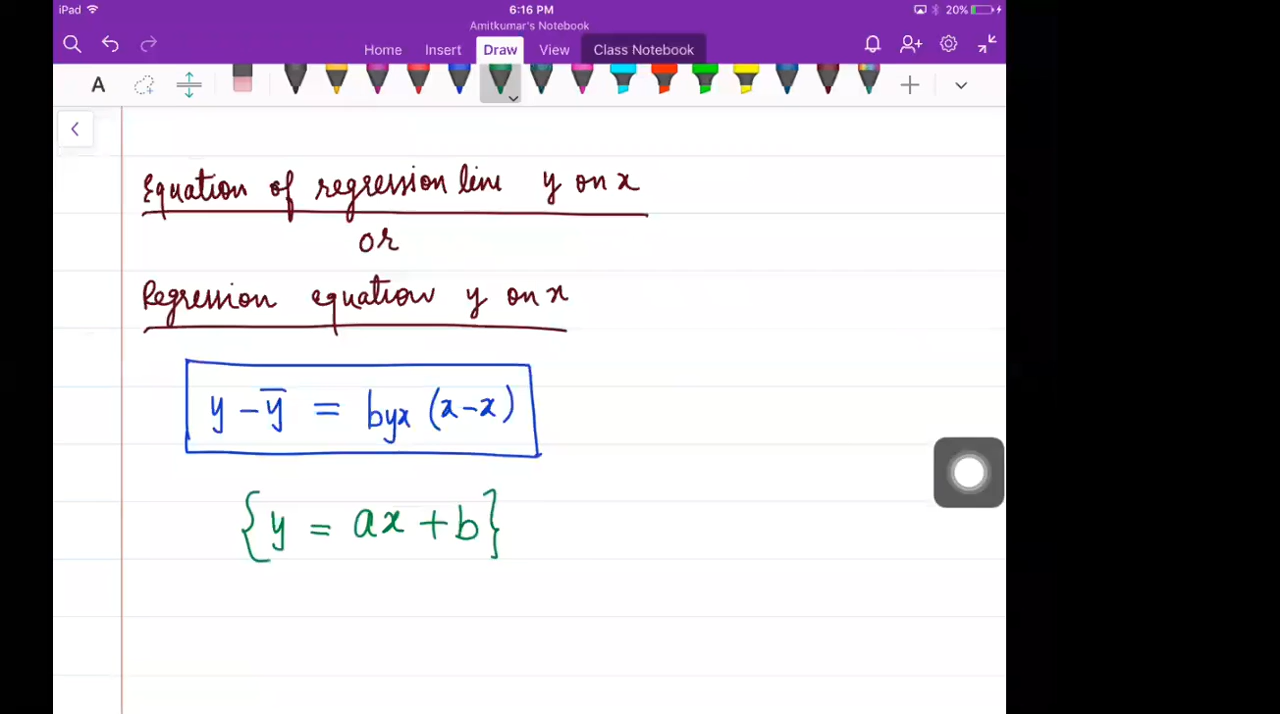 iPad 6:16 PM 20%
Amitkumar's Notebook
Home Insert Draw View Class Notebook
A
Equation of regression line y on x
or
Regression equation y on x
y - ȳ = byx (x-x)
{y = ax + b}